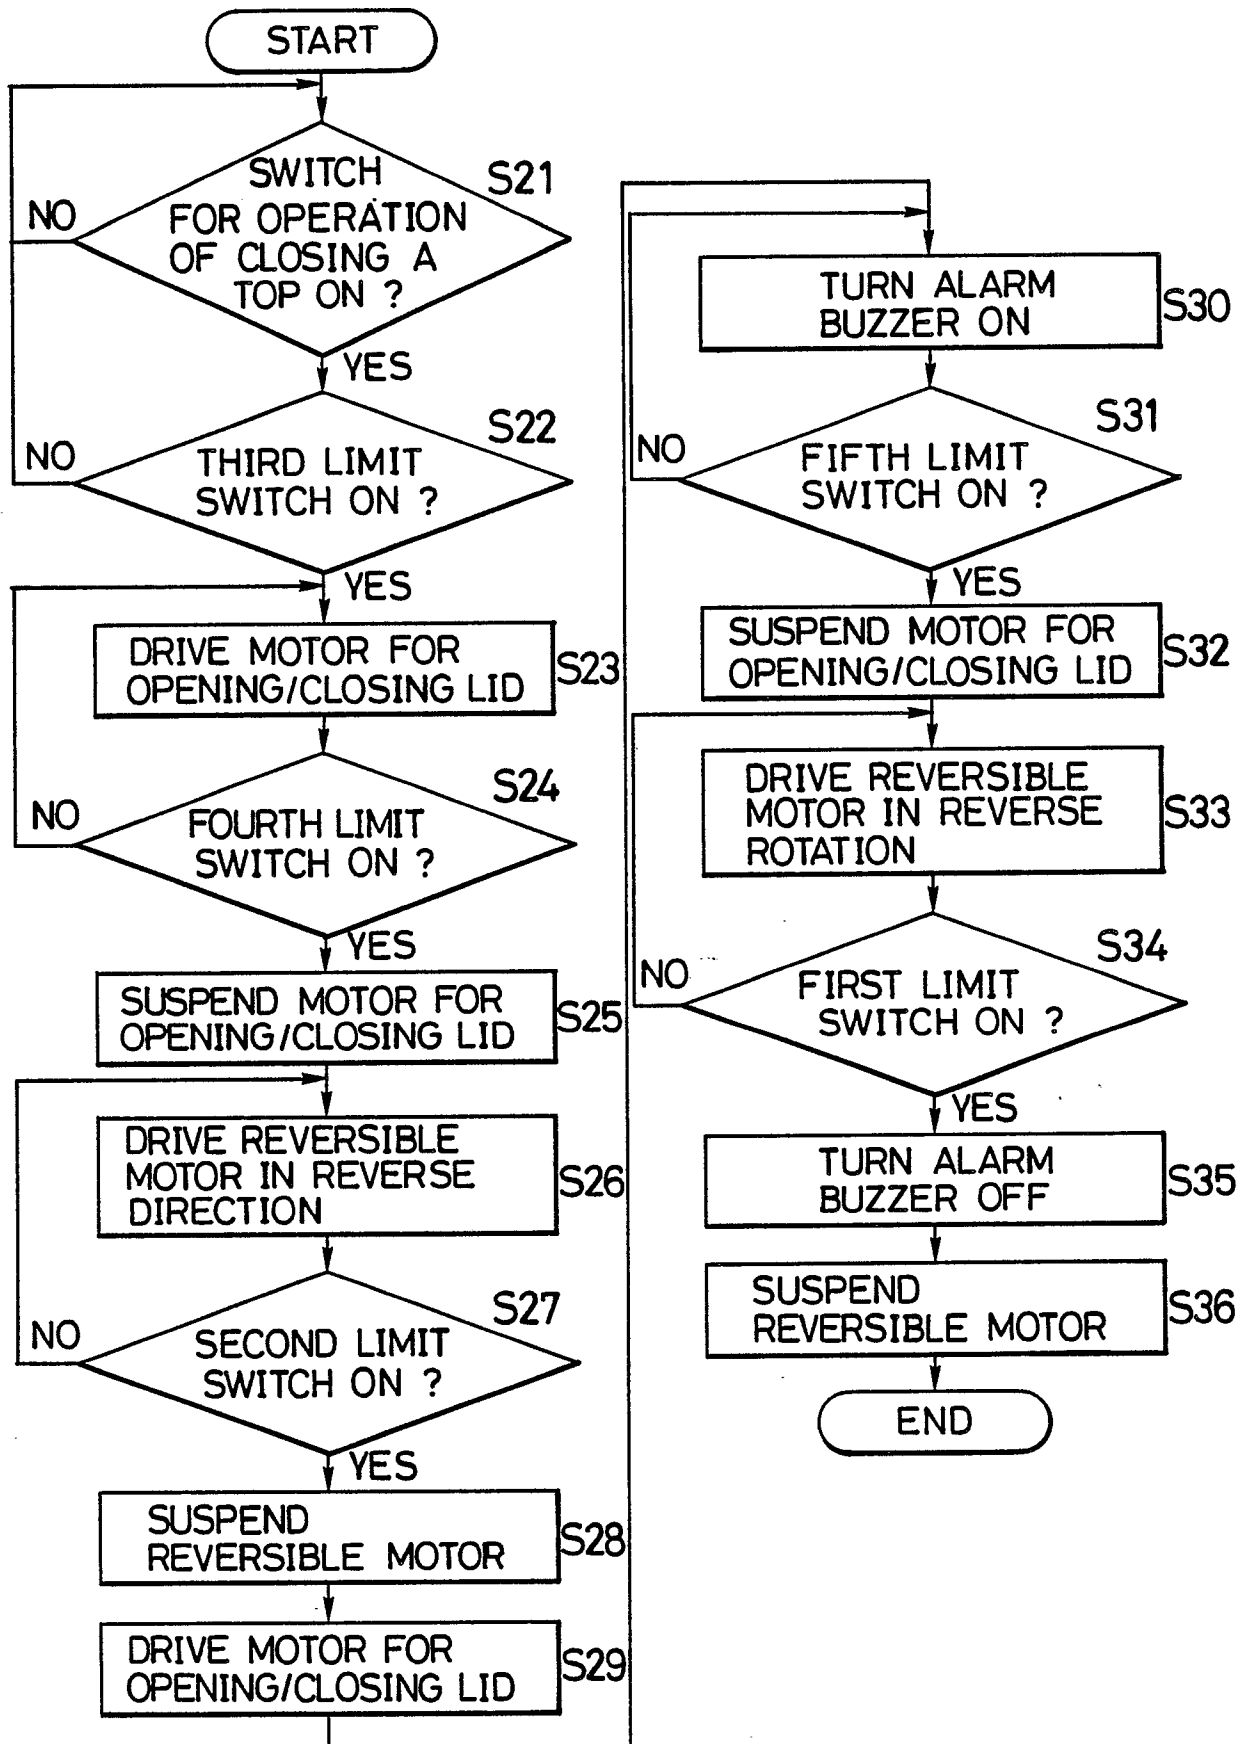 START
SWITCH
FOR OPERATION
OF CLOSING A
TOP ON ?
S21
NO
YES
THIRD LIMIT
SWITCH ON ?
S22
NO
YES
DRIVE MOTOR FOR
OPENING/CLOSING LID
S23
FOURTH LIMIT
SWITCH ON ?
S24
NO
YES
SUSPEND MOTOR FOR
OPENING/CLOSING LID
S25
DRIVE REVERSIBLE
MOTOR IN REVERSE
DIRECTION
S26
SECOND LIMIT
SWITCH ON ?
S27
NO
YES
SUSPEND
REVERSIBLE MOTOR
S28
DRIVE MOTOR FOR
OPENING/CLOSING LID
S29
TURN ALARM
BUZZER ON
S30
FIFTH LIMIT
SWITCH ON ?
S31
NO
YES
SUSPEND MOTOR FOR
OPENING/CLOSING LID
S32
DRIVE REVERSIBLE
MOTOR IN REVERSE
ROTATION
S33
FIRST LIMIT
SWITCH ON ?
S34
NO
YES
TURN ALARM
BUZZER OFF
S35
SUSPEND
REVERSIBLE MOTOR
S36
END